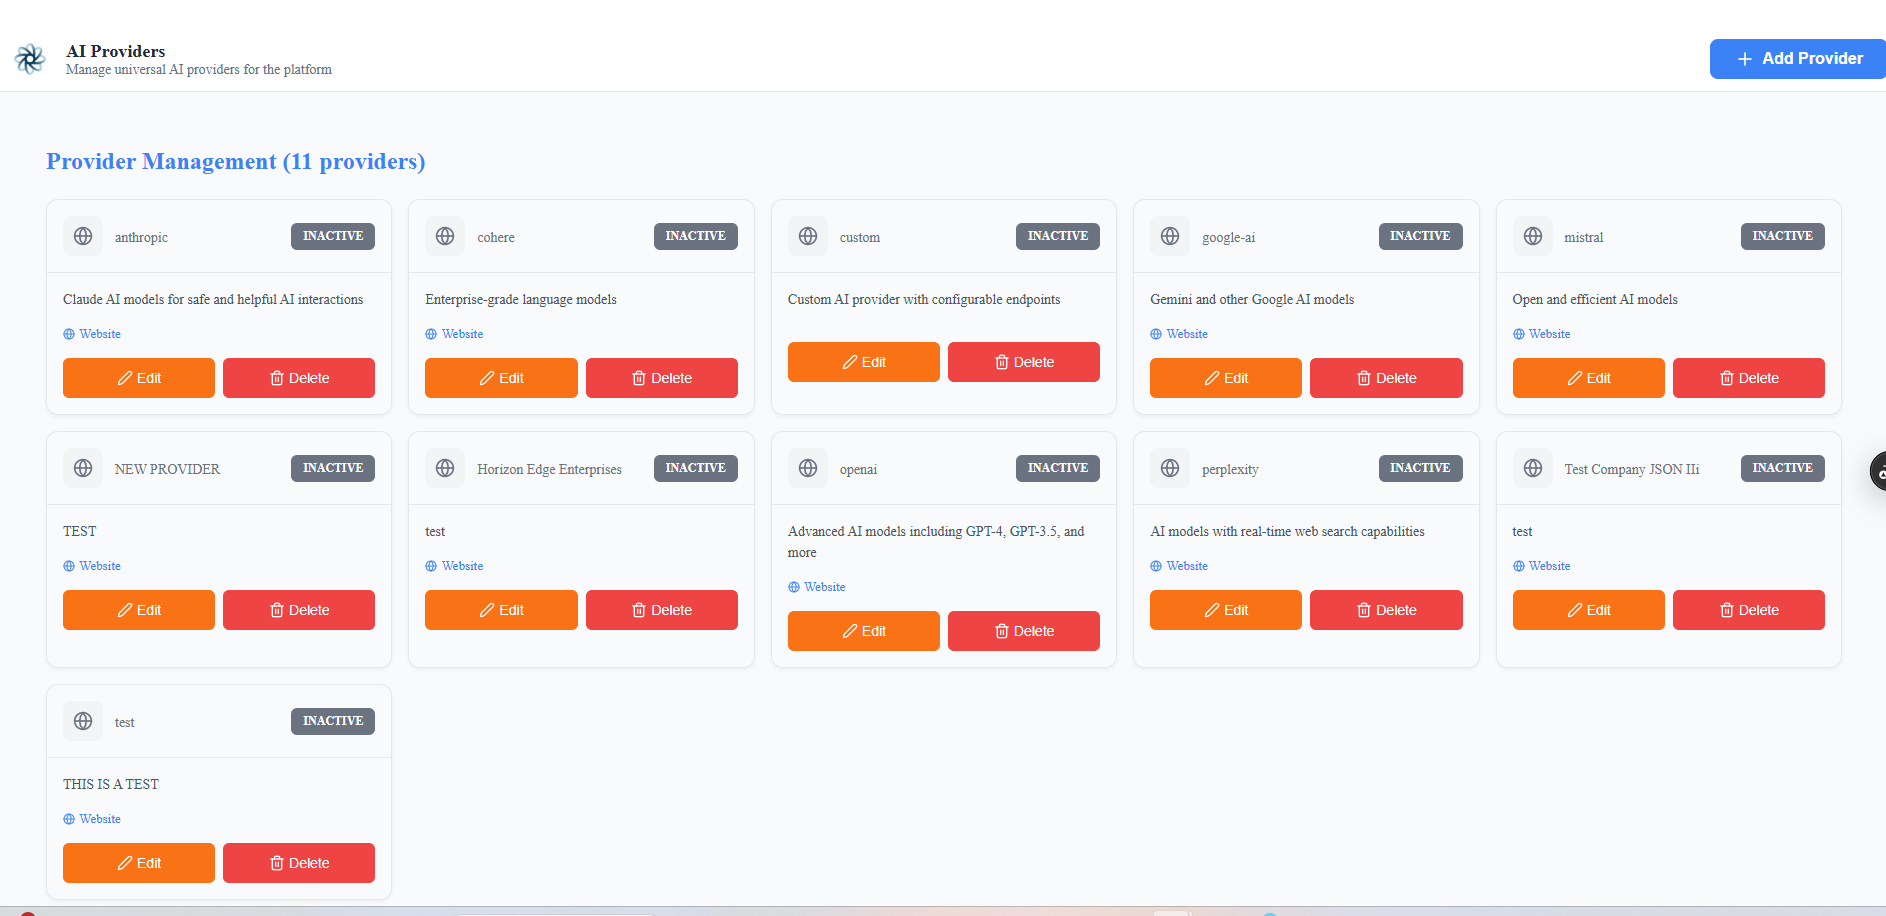 AI Providers
Manage universal AI providers for the platform
Add Provider
Provider Management (11 providers)
anthropic
INACTIVE
Claude AI models for safe and helpful AI interactions
Website
Edit
Delete
cohere
INACTIVE
Enterprise-grade language models
Website
Edit
Delete
custom
INACTIVE
Custom AI provider with configurable endpoints
Edit
Delete
google-ai
INACTIVE
Gemini and other Google AI models
Website
Edit
Delete
mistral
INACTIVE
Open and efficient AI models
Website
Edit
Delete
NEW PROVIDER
INACTIVE
TEST
Website
Edit
Delete
Horizon Edge Enterprises
INACTIVE
test
Website
Edit
Delete
openai
INACTIVE
Advanced AI models including GPT-4, GPT-3.5, and
more
Website
Edit
Delete
perplexity
INACTIVE
AI models with real-time web search capabilities
Website
Edit
Delete
Test Company JSON IIi
INACTIVE
test
Website
Edit
Delete
test
INACTIVE
THIS IS A TEST
Website
Edit
Delete